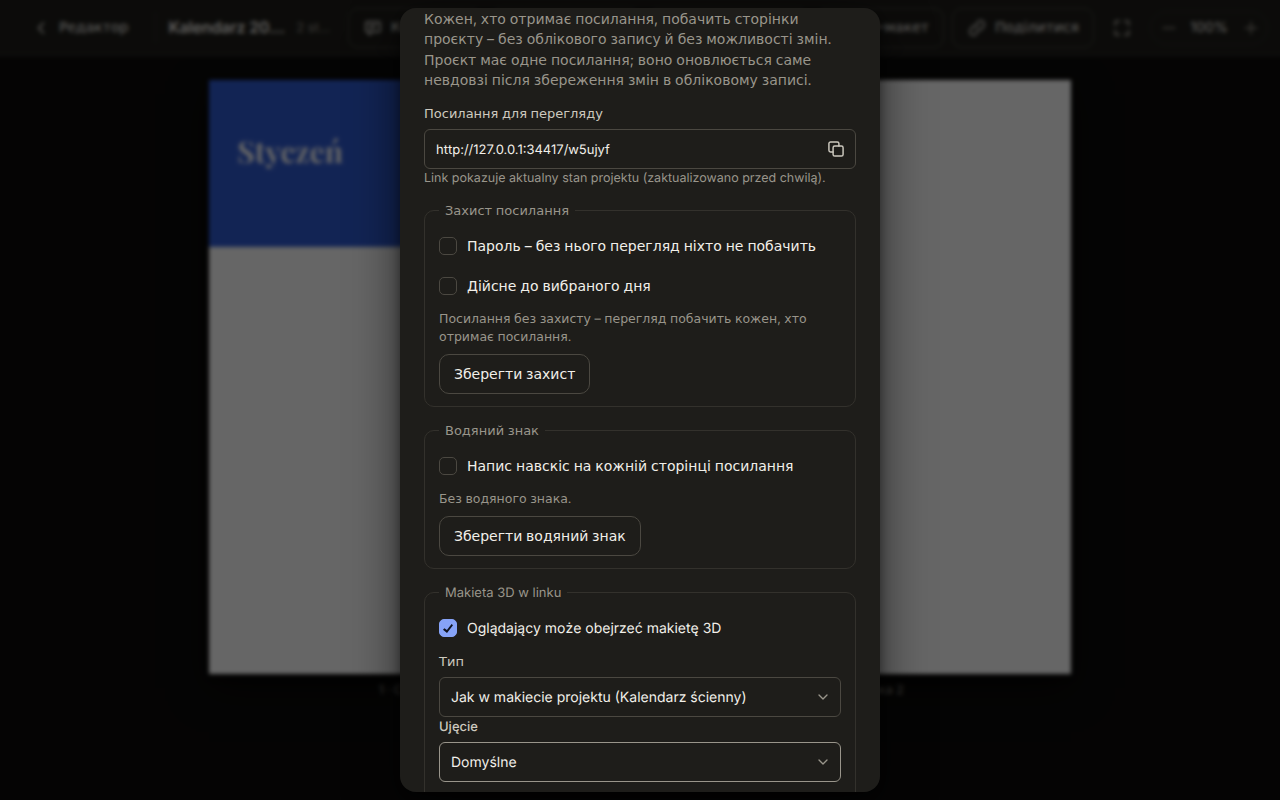 Редактор
Kalendarz 20...
-макет
Поділитися
100%
Styczeń
Кожен, хто отримає посилання, побачить сторінки
проєкту – без облікового запису й без можливості змін.
Проєкт має одне посилання; воно оновлюється саме
невдовзі після збереження змін в обліковому записі.
Посилання для перегляду
http://127.0.0.1:34417/w5ujyf
Link pokazuje aktualny stan projektu (zaktualizowano przed chwilą).
Захист посилання
Пароль – без нього перегляд ніхто не побачить
Дійсне до вибраного дня
Посилання без захисту – перегляд побачить кожен, хто
отримає посилання.
Зберегти захист
Водяний знак
Напис навскіс на кожній сторінці посилання
Без водяного знака.
Зберегти водяний знак
Makieta 3D w linku
Oglądający może obejrzeć makietę 3D
Тип
Jak w makiecie projektu (Kalendarz ścienny)
Ujęcie
Domyślne